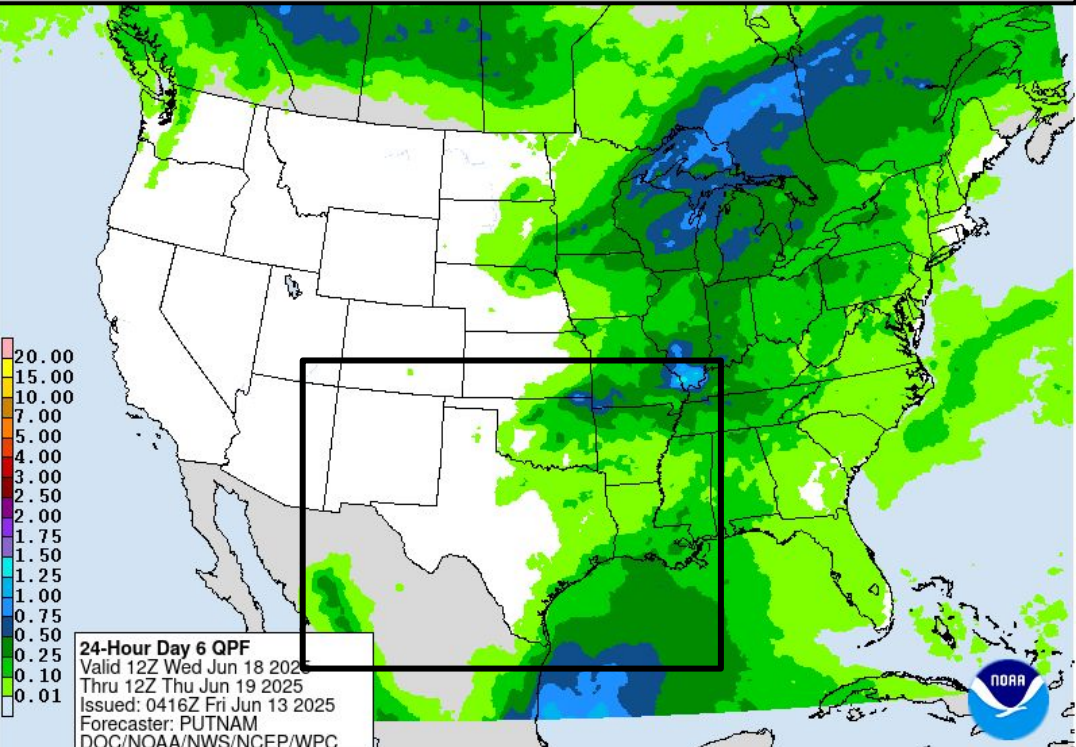 20.00
15.00
10.00
7.00
5.00
4.00
3.00
2.50
2.00
1.75
1.50
1.25
1.00
0.75
0.50
0.25
0.10
0.01
24-Hour Day 6 QPF
Valid 12Z Wed Jun 18 2025
Thru 12Z Thu Jun 19 2025
Issued: 0416Z Fri Jun 13 2025
Forecaster: PUTNAM
DOC/NOAA/NWS/NCEP/WPC
NOAA